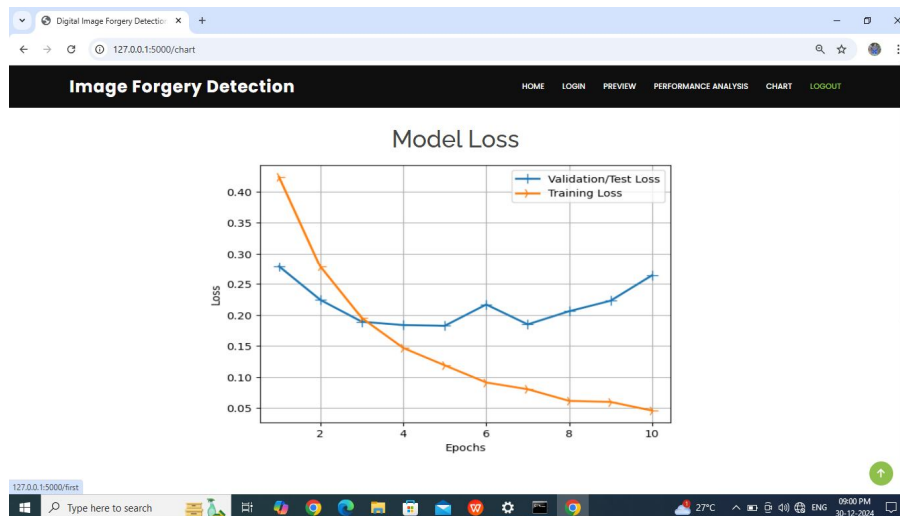 Digital Image Forgery Detection
127.0.0.1:5000/chart
Image Forgery Detection
HOME LOGIN PREVIEW PERFORMANCE ANALYSIS CHART LOGOUT
Model Loss
Validation/Test Loss
Training Loss
0.40
0.35
0.30
0.25
0.20
0.15
0.10
0.05
Loss
2 4 6 8 10
Epochs
127.0.0.1:5000/first
Type here to search
27°C ENG 09:00 PM
30-12-2024